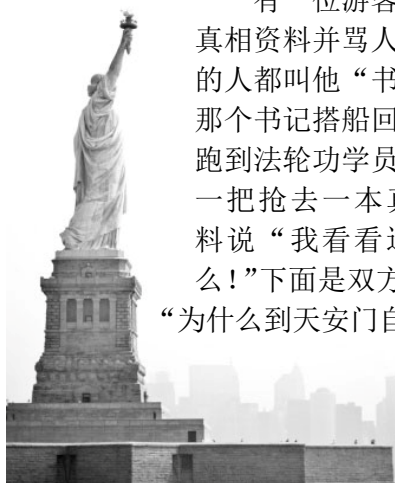 有一位游客
真相资料并骂人
的人都叫他“书
那个书记搭船回
跑到法轮功学员
一把抢去一本真
料说“我看看这
么！”下面是双方
“为什么到天安门自